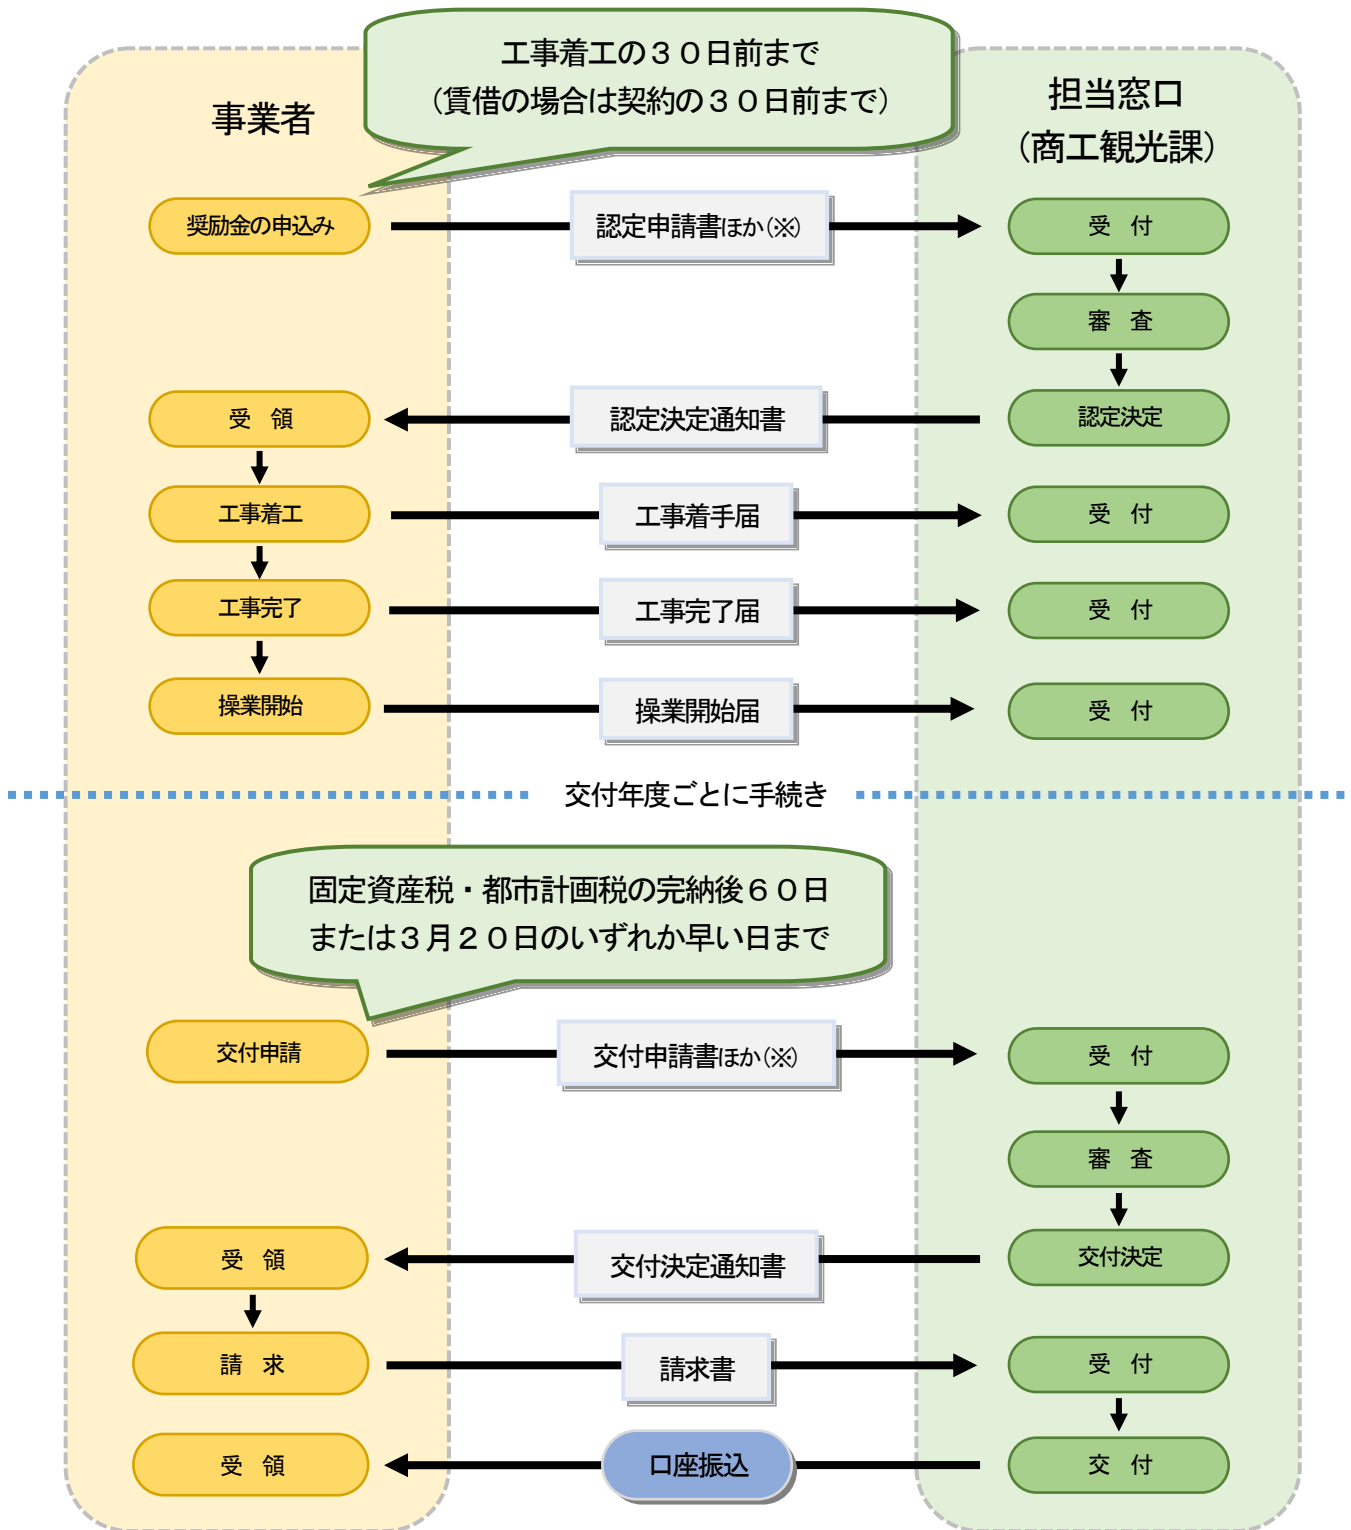 工事着工の３０日前まで
（賃借の場合は契約の３０日前まで）
事業者
担当窓口
（商工観光課）
奨励金の申込み
認定申請書ほか（※）
受　付
審　査
受　領
認定決定通知書
認定決定
工事着工
工事着手届
受　付
工事完了
工事完了届
受　付
操業開始
操業開始届
受　付
交付年度ごとに手続き
固定資産税・都市計画税の完納後６０日
または３月２０日のいずれか早い日まで
交付申請
交付申請書ほか（※）
受　付
審　査
受　領
交付決定通知書
交付決定
請　求
請求書
受　付
受　領
口座振込
交　付